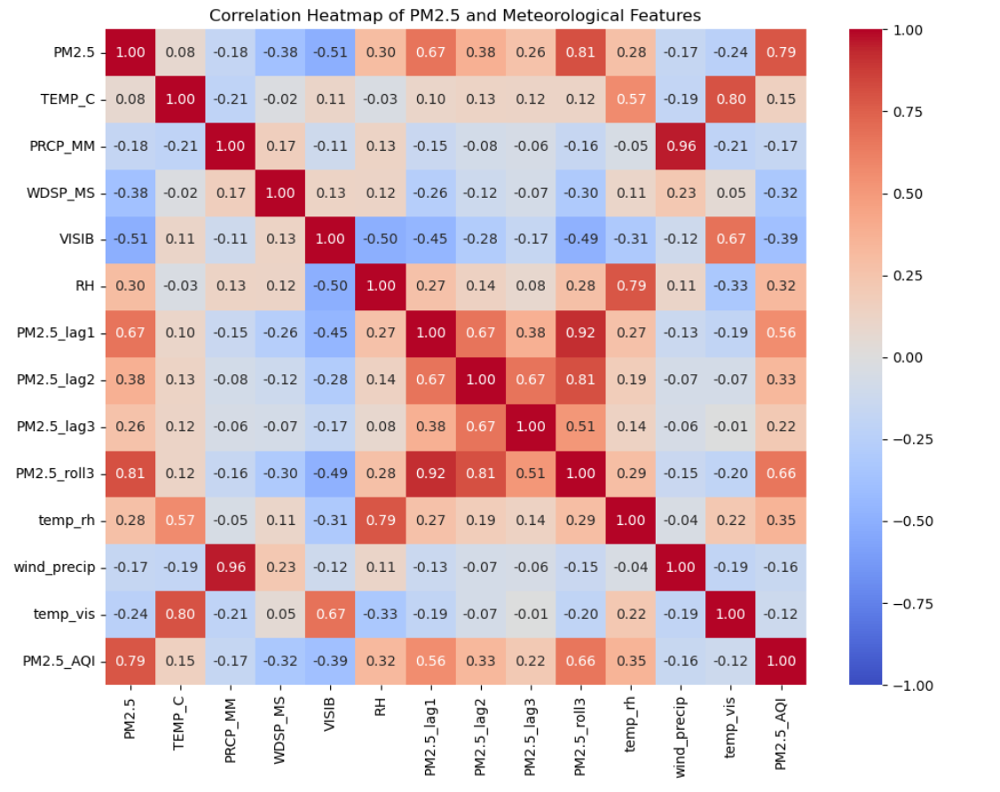 Correlation Heatmap of PM2.5 and Meteorological Features
PM2.5 1.00 0.08 -0.18 -0.38 -0.51 0.30 0.67 0.38 0.26 0.81 0.28 -0.17 -0.24 0.79
TEMP_C 0.08 1.00 -0.21 -0.02 0.11 -0.03 0.10 0.13 0.12 0.12 0.57 -0.19 0.80 0.15
PRCP_MM -0.18 -0.21 1.00 0.17 -0.11 0.13 -0.15 -0.08 -0.06 -0.16 -0.05 0.96 -0.21 -0.17
WDSP_MS -0.38 -0.02 0.17 1.00 0.13 0.12 -0.26 -0.12 -0.07 -0.30 0.11 0.23 0.05 -0.32
VISIB -0.51 0.11 -0.11 0.13 1.00 -0.50 -0.45 -0.28 -0.17 -0.49 -0.31 -0.12 0.67 -0.39
RH 0.30 -0.03 0.13 0.12 -0.50 1.00 0.27 0.14 0.08 0.28 0.79 0.11 -0.33 0.32
PM2.5_lag1 0.67 0.10 -0.15 -0.26 -0.45 0.27 1.00 0.67 0.38 0.92 0.27 -0.13 -0.19 0.56
PM2.5_lag2 0.38 0.13 -0.08 -0.12 -0.28 0.14 0.67 1.00 0.67 0.81 0.19 -0.07 -0.07 0.33
PM2.5_lag3 0.26 0.12 -0.06 -0.07 -0.17 0.08 0.38 0.67 1.00 0.51 0.14 -0.06 -0.01 0.22
PM2.5_roll3 0.81 0.12 -0.16 -0.30 -0.49 0.28 0.92 0.81 0.51 1.00 0.29 -0.15 -0.20 0.66
temp_rh 0.28 0.57 -0.05 0.11 -0.31 0.79 0.27 0.19 0.14 0.29 1.00 -0.04 0.22 0.35
wind_precip -0.17 -0.19 0.96 0.23 -0.12 0.11 -0.13 -0.07 -0.06 -0.15 -0.04 1.00 -0.19 -0.16
temp_vis -0.24 0.80 -0.21 0.05 0.67 -0.33 -0.19 -0.07 -0.01 -0.20 0.22 -0.19 1.00 -0.12
PM2.5_AQI 0.79 0.15 -0.17 -0.32 -0.39 0.32 0.56 0.33 0.22 0.66 0.35 -0.16 -0.12 1.00
PM2.5
TEMP_C
PRCP_MM
WDSP_MS
VISIB
RH
PM2.5_lag1
PM2.5_lag2
PM2.5_lag3
PM2.5_roll3
temp_rh
wind_precip
temp_vis
PM2.5_AQI
1.00
0.75
0.50
0.25
0.00
−0.25
−0.50
−0.75
−1.00